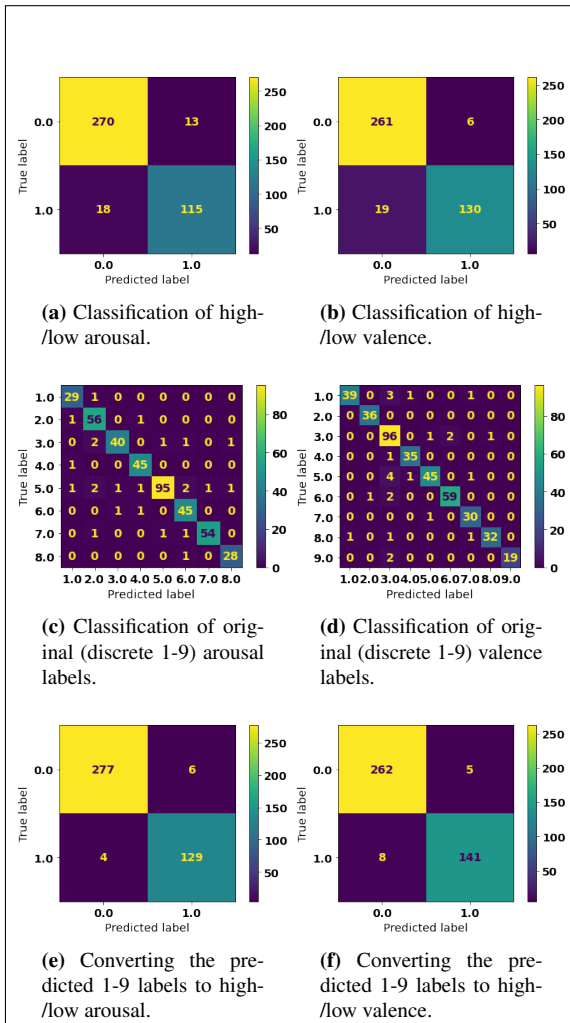 True label
0.0 270 13
1.0 18 115
0.0 1.0
Predicted label
250
200
150
100
50
(a) Classification of high-
/low arousal.
True label
0.0 261 6
1.0 19 130
0.0 1.0
Predicted label
250
200
150
100
50
(b) Classification of high-
/low valence.
True label
1.0 29 1 0 0 0 0 0 0
2.0 1 56 0 1 0 0 0 0
3.0 0 2 40 0 1 1 0 1
4.0 1 0 0 45 0 0 0 0
5.0 1 2 1 1 95 2 1 1
6.0 0 0 1 1 0 45 0 0
7.0 0 1 0 0 1 1 54 0
8.0 0 0 0 0 0 1 0 28
1.0 2.0 3.0 4.0 5.0 6.0 7.0 8.0
Predicted label
80
60
40
20
0
(c) Classification of orig-
inal (discrete 1-9) arousal
labels.
True label
1.0 39 0 3 1 0 0 1 0 0
2.0 0 36 0 0 0 0 0 0 0
3.0 0 0 96 0 1 2 0 1 0
4.0 0 0 1 35 0 0 0 0 0
5.0 0 0 4 1 45 0 1 0 0
6.0 0 1 2 0 0 59 0 0 0
7.0 0 0 0 0 1 0 30 0 0
8.0 1 0 1 0 0 0 1 32 0
9.0 0 0 2 0 0 0 0 0 19
1.0 2.0 3.0 4.0 5.0 6.0 7.0 8.0 9.0
Predicted label
80
60
40
20
0
(d) Classification of orig-
inal (discrete 1-9) valence
labels.
True label
0.0 277 6
1.0 4 129
0.0 1.0
Predicted label
250
200
150
100
50
(e) Converting the pre-
dicted 1-9 labels to high-
/low arousal.
True label
0.0 262 5
1.0 8 141
0.0 1.0
Predicted label
250
200
150
100
50
(f) Converting the pre-
dicted 1-9 labels to high-
/low valence.